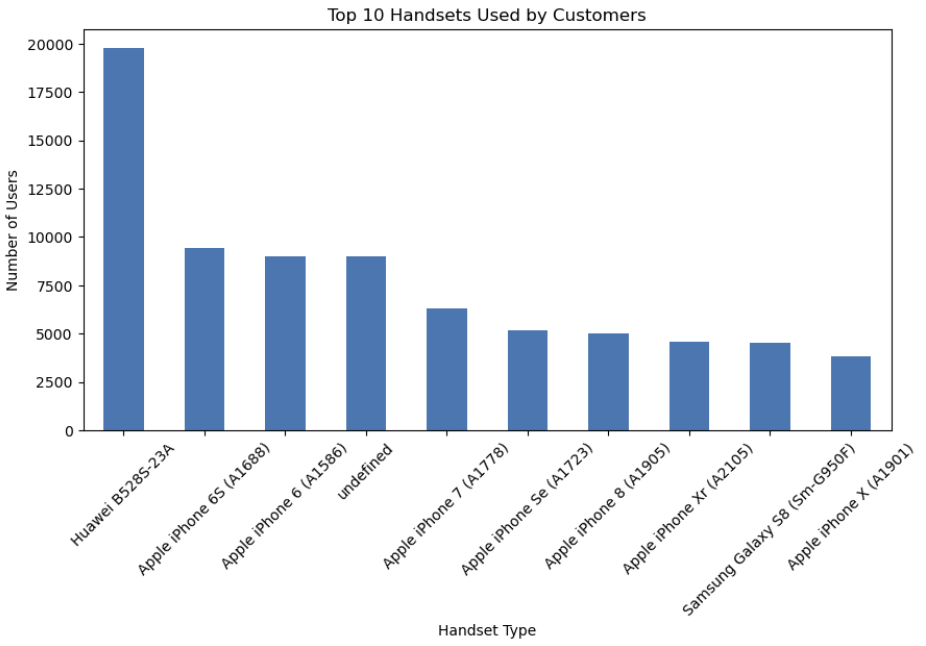 Top 10 Handsets Used by Customers
Number of Users
20000
17500
15000
12500
10000
7500
5000
2500
0
Huawei B528S-23A
Apple iPhone 6S (A1688)
Apple iPhone 6 (A1586)
undefined
Apple iPhone 7 (A1778)
Apple iPhone Se (A1723)
Apple iPhone 8 (A1905)
Apple iPhone Xr (A2105)
Samsung Galaxy S8 (Sm-G950F)
Apple iPhone X (A1901)
Handset Type